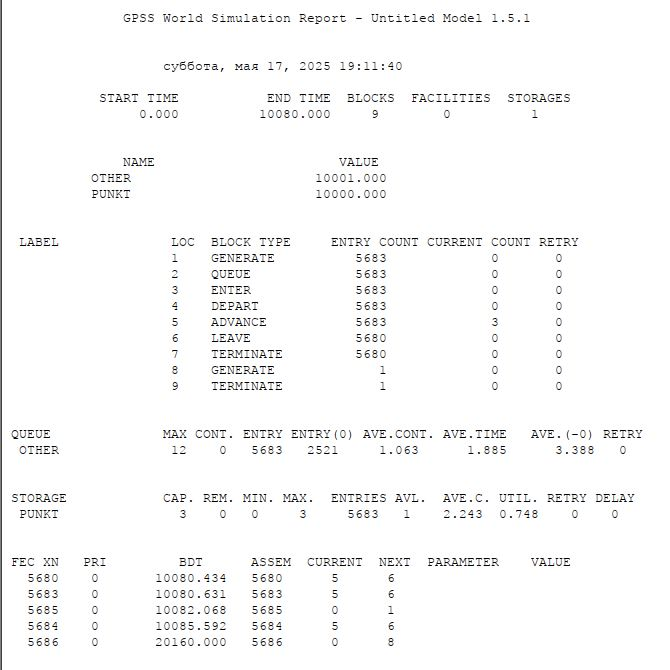 GPSS World Simulation Report - Untitled Model 1.5.1
суббота, мая 17, 2025 19:11:40
START TIME END TIME BLOCKS FACILITIES STORAGES
0.000 10080.000 9 0 1
NAME VALUE
OTHER 10001.000
PUNKT 10000.000
LABEL LOC BLOCK TYPE ENTRY COUNT CURRENT COUNT RETRY
1 GENERATE 5683 0 0
2 QUEUE 5683 0 0
3 ENTER 5683 0 0
4 DEPART 5683 0 0
5 ADVANCE 5683 3 0
6 LEAVE 5680 0 0
7 TERMINATE 5680 0 0
8 GENERATE 1 0 0
9 TERMINATE 1 0 0
QUEUE MAX CONT. ENTRY ENTRY(0) AVE.CONT. AVE.TIME AVE.(-0) RETRY
OTHER 12 0 5683 2521 1.063 1.885 3.388 0
STORAGE CAP. REM. MIN. MAX. ENTRIES AVL. AVE.C. UTIL. RETRY DELAY
PUNKT 3 0 0 3 5683 1 2.243 0.748 0 0
FEC XN PRI BDT ASSEM CURRENT NEXT PARAMETER VALUE
5680 0 10080.434 5680 5 6
5683 0 10080.631 5683 5 6
5685 0 10082.068 5685 0 1
5684 0 10085.592 5684 5 6
5686 0 20160.000 5686 0 8